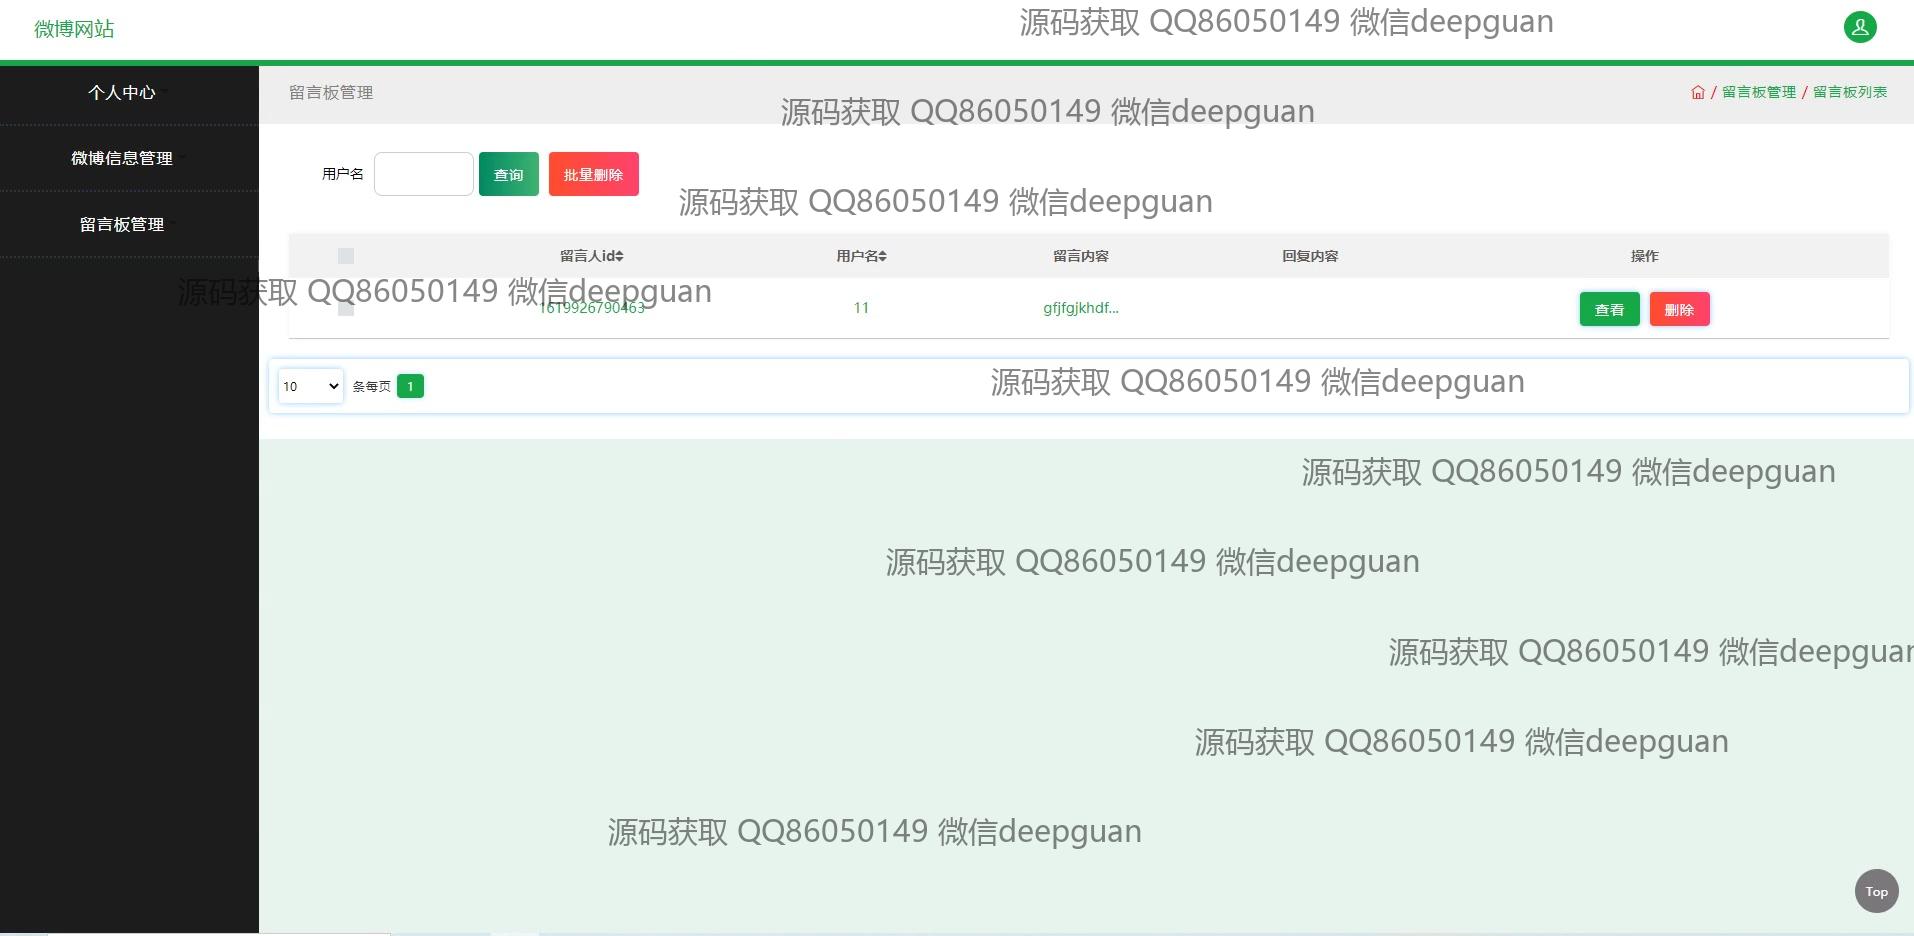 微博网站
源码获取 QQ86050149 微信deepguan
个人中心
留言板管理
/ 留言板管理 / 留言板列表
源码获取 QQ86050149 微信deepguan
微博信息管理
用户名 查询 批量删除
源码获取 QQ86050149 微信deepguan
留言板管理
留言人id 用户名 留言内容 回复内容 操作
源码获取 QQ86050149 微信deepguan
1619926790463 11 gfjfgjkhdf... 查看 删除
10 条每页 1
源码获取 QQ86050149 微信deepguan
源码获取 QQ86050149 微信deepguan
源码获取 QQ86050149 微信deepguan
源码获取 QQ86050149 微信deepguan
源码获取 QQ86050149 微信deepguan
源码获取 QQ86050149 微信deepguan
Top